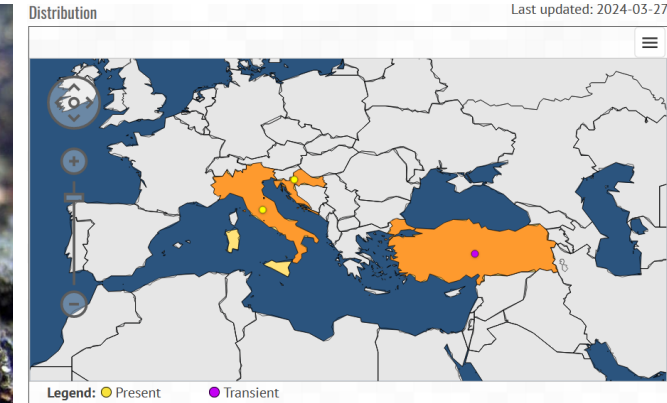 Distribution
Last updated: 2024-03-27
Legend: Present Transient